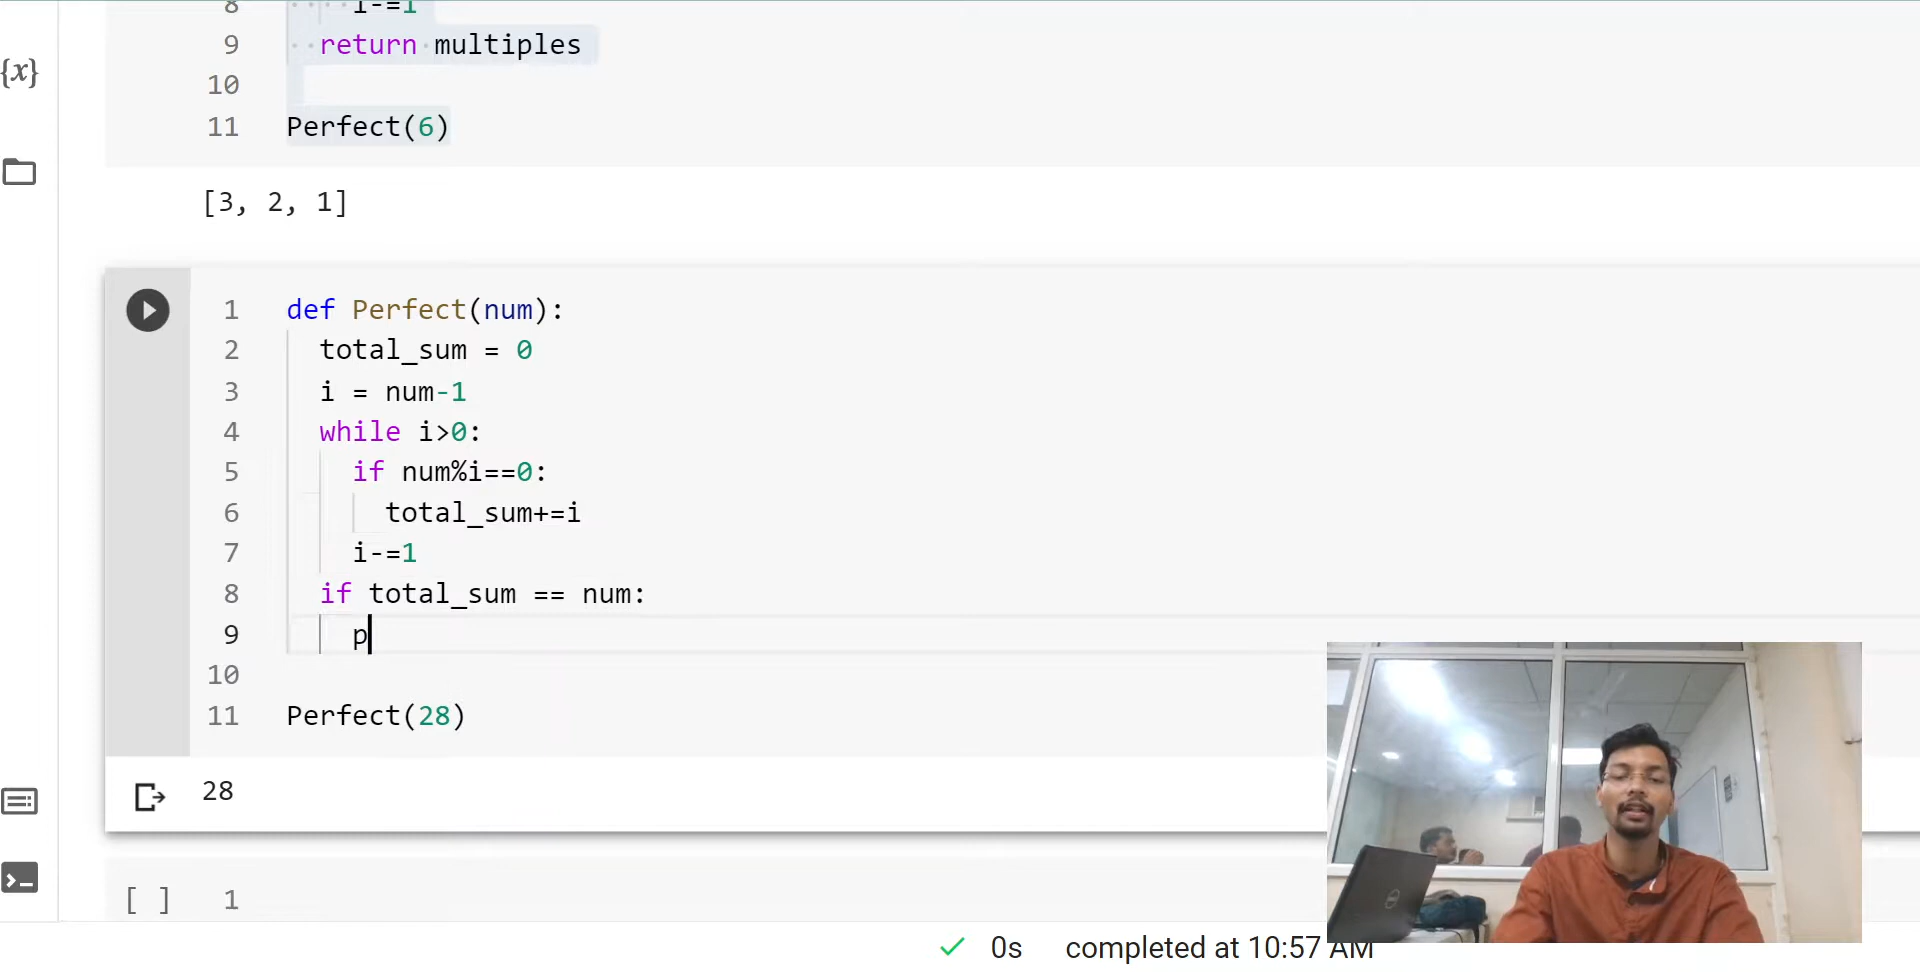 8 i-=1
{x}
9 return multiples
10
11 Perfect(6)
[3, 2, 1]
1 def Perfect(num):
2 total_sum = 0
3 i = num-1
4 while i>0:
5 if num%i==0:
6 total_sum+=i
7 i-=1
8 if total_sum == num:
9 p
10
11 Perfect(28)
28
[ ] 1
0s completed at 10:57 AM